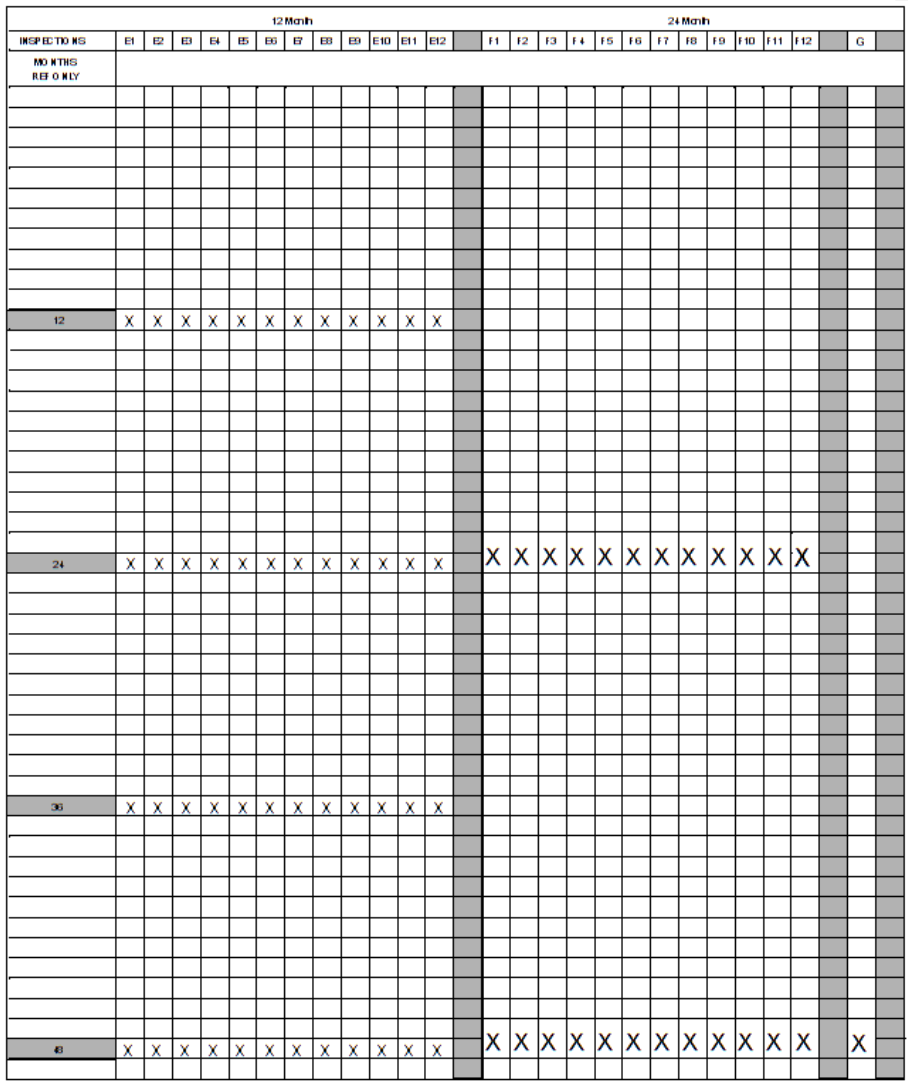 12 Month 24 Month
INSPECTIONS E1 E2 E3 E4 E5 E6 E7 E8 E9 E10 E11 E12 F1 F2 F3 F4 F5 F6 F7 F8 F9 F10 F11 F12 G
MONTHS
REF ONLY
12 X X X X X X X X X X X X
24 X X X X X X X X X X X X X X X X X X X X X X X X
36 X X X X X X X X X X X X
48 X X X X X X X X X X X X X X X X X X X X X X X X X